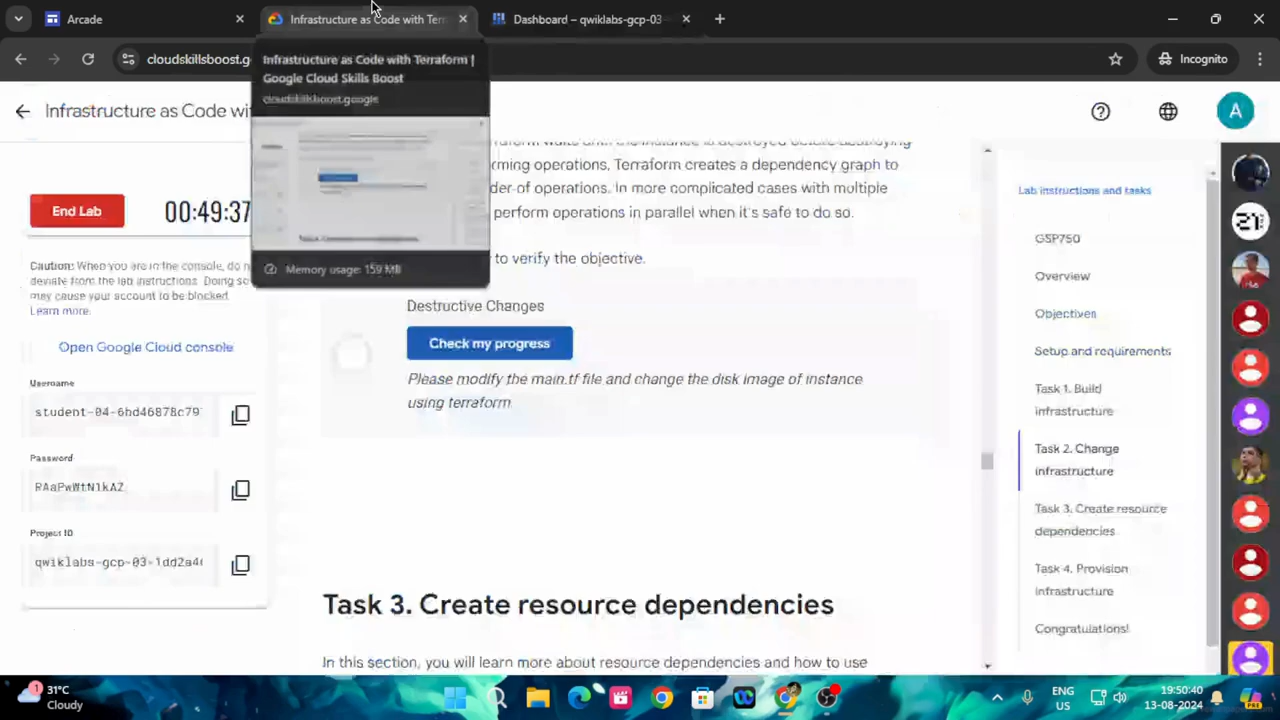 Arcade
Infrastructure as Code with Terr
Dashboard – qwiklabs-gcp-03-
cloudskillsboost.g
Incognito
Infrastructure as Code with Terraform |
Google Cloud Skills Boost
cloudskillsboost.google
Memory usage: 159 MB
Infrastructure as Code wi
A
End Lab
00:49:37
Caution: When you are in the console, do n
deviate from the lab instructions. Doing so
may cause your account to be blocked.
Learn more.
Open Google Cloud console
Username
student-04-6bd46878c79
Password
RAaPwWtN1kAZ
Project ID
qwiklabs-gcp-03-1dd2a4
rming operations. Terraform creates a dependency graph to
der of operations. In more complicated cases with multiple
perform operations in parallel when it's safe to do so.
to verify the objective.
Destructive Changes
Check my progress
Please modify the main.tf file and change the disk image of instance
using terraform
Task 3. Create resource dependencies
In this section, you will learn more about resource dependencies and how to use
Lab instructions and tasks
GSP750
Overview
Objectives
Setup and requirements
Task 1. Build
infrastructure
Task 2. Change
infrastructure
Task 3. Create resource
dependencies
Task 4. Provision
infrastructure
Congratulations!
21
1
31°C
Cloudy
ENG
US
19:50:40
13-08-2024
PRE